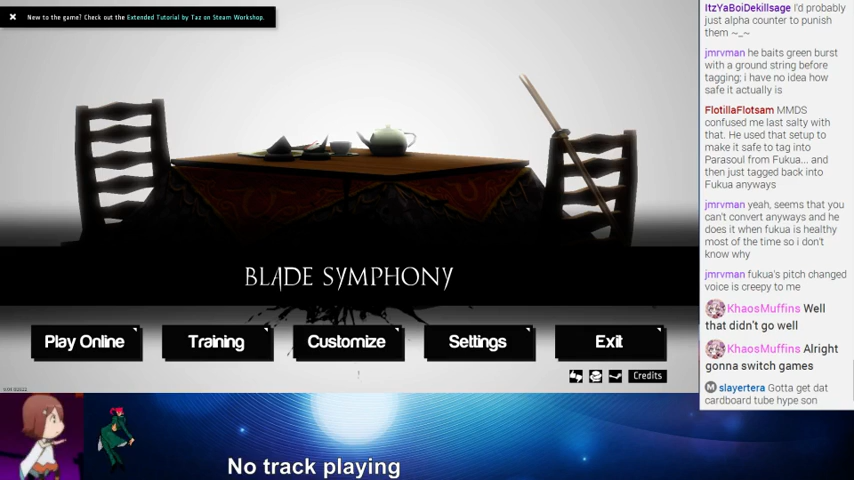 New to the game? Check out the Extended Tutorial by Taz on Steam Workshop.
BLADE SYMPHONY
Play Online
Training
Customize
Settings
Exit
Credits
No track playing
ItzYaBoiDekillsage I'd probably
just alpha counter to punish
them ~_~
jmrvman he baits green burst
with a ground string before
tagging; i have no idea how
safe it actually is
FlotillaFlotsam MMDS
confused me last salty with
that. He used that setup to
make it safe to tag into
Parasoul from Fukua... and
then just tagged back into
Fukua anyways
jmrvman yeah, seems that you
can't convert anyways and he
does it when fukua is healthy
most of the time so i don't
know why
jmrvman fukua's pitch changed
voice is creepy to me
KhaosMuffins Well
that didn't go well
KhaosMuffins Alright
gonna switch games
M slayertera Gotta get dat
cardboard tube hype son